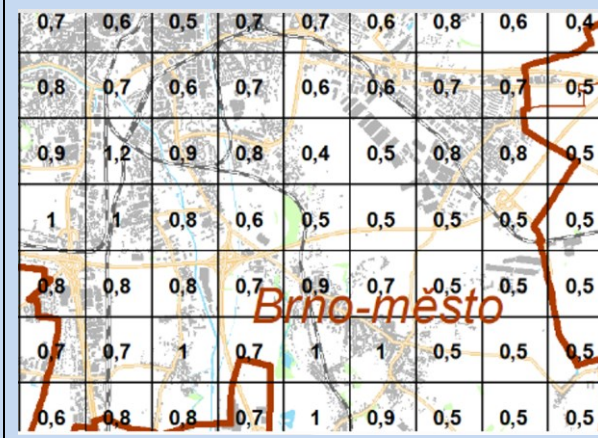 0,7 0,6 0,5 0,7 0,7 0,6 0,8 0,6 0,4
0,8 0,7 0,6 0,7 0,6 0,6 0,7 0,7 0,5
0,9 1,2 0,9 0,8 0,4 0,5 0,8 0,8 0,5
1 1 0,8 0,6 0,5 0,5 0,5 0,5 0,5
0,8 0,8 0,8 0,7 0,9 0,7 0,5 0,5 0,5
Brno-město
0,7 0,7 1 0,7 1 1 0,5 0,5 0,5
0,6 0,8 0,8 0,7 1 0,9 0,5 0,5 0,5